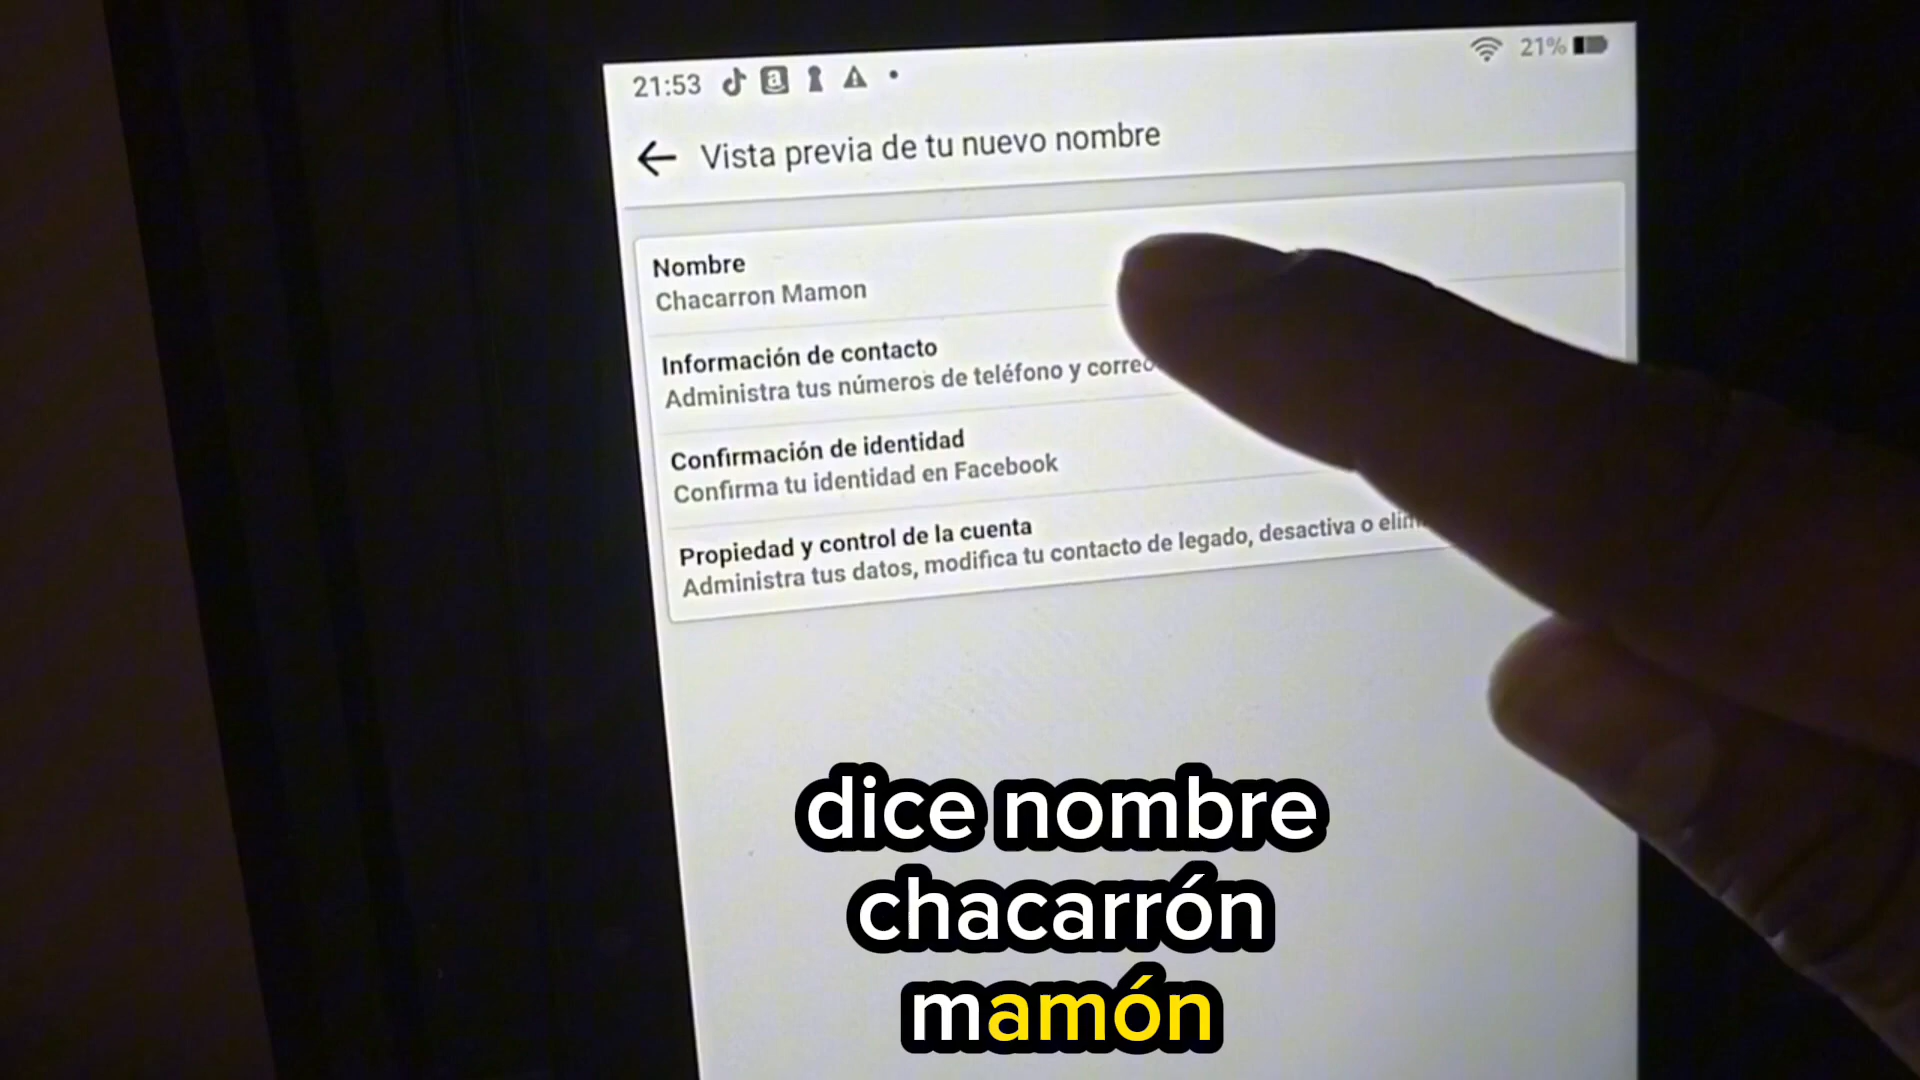 21:53
21%
Vista previa de tu nuevo nombre
Nombre
Chacarron Mamon
Información de contacto
Administra tus números de teléfono y correo
Confirmación de identidad
Confirma tu identidad en Facebook
Propiedad y control de la cuenta
Administra tus datos, modifica tu contacto de legado, desactiva o
dice nombre
chacarrón
mamón